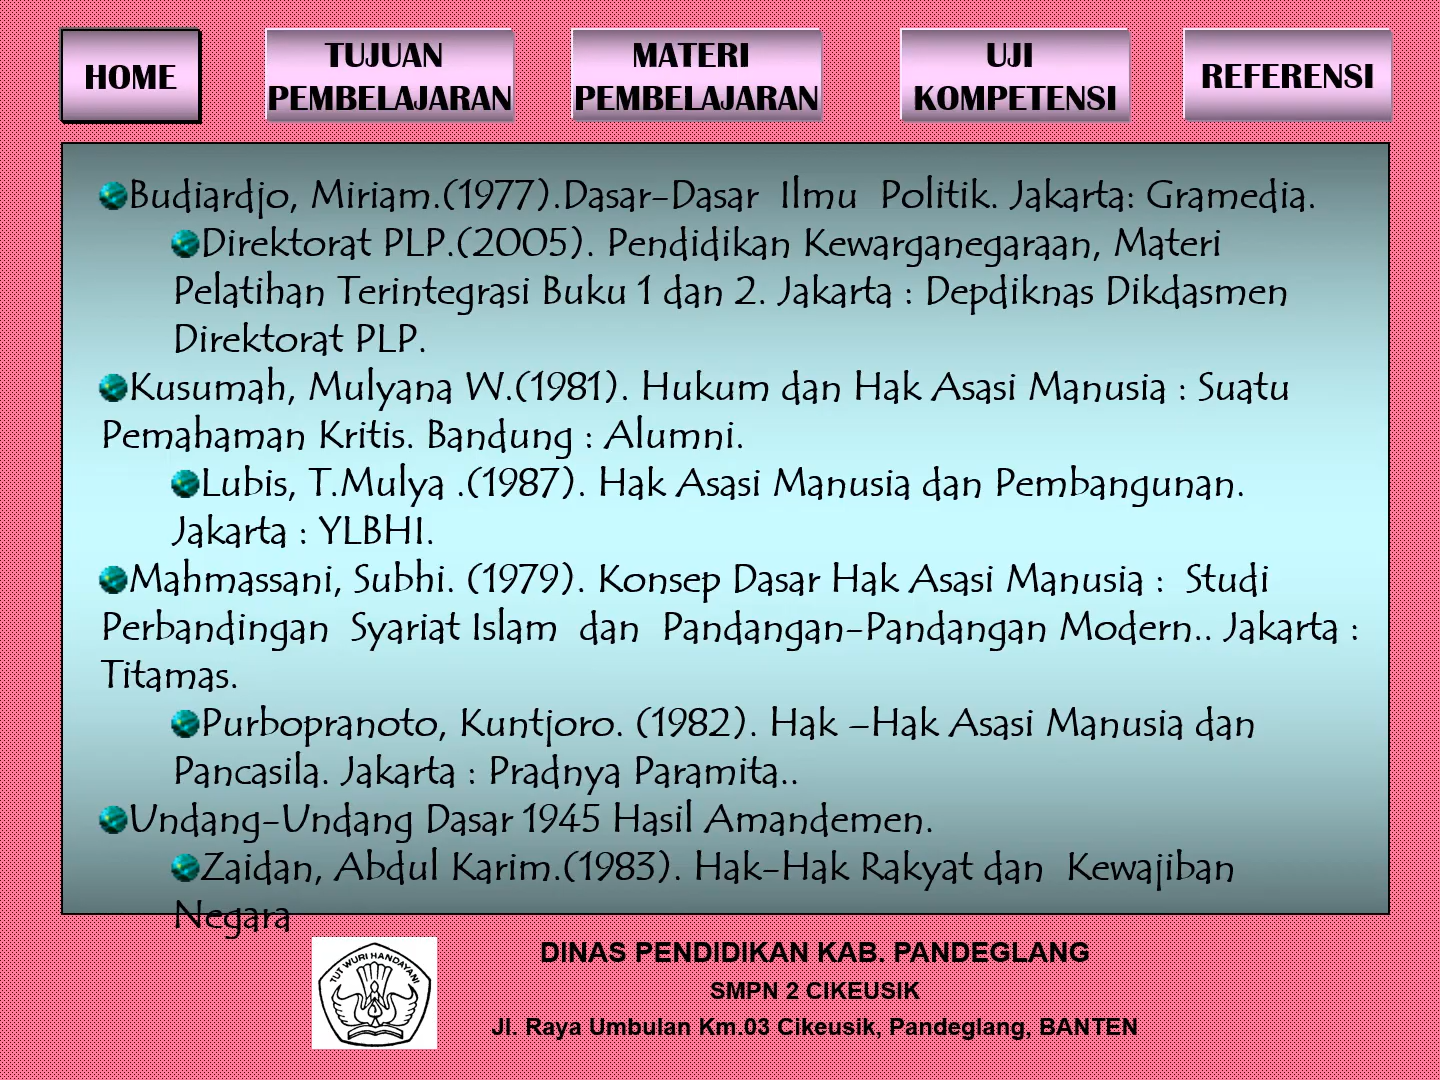 HOME
TUJUAN
PEMBELAJARAN
MATERI
PEMBELAJARAN
UJI
KOMPETENSI
REFERENSI
Budiardjo, Miriam.(1977).Dasar-Dasar Ilmu Politik. Jakarta: Gramedia.
Direktorat PLP.(2005). Pendidikan Kewarganegaraan, Materi
Pelatihan Terintegrasi Buku 1 dan 2. Jakarta : Depdiknas Dikdasmen
Direktorat PLP.
Kusumah, Mulyana W.(1981). Hukum dan Hak Asasi Manusia : Suatu
Pemahaman Kritis. Bandung : Alumni.
Lubis, T.Mulya .(1987). Hak Asasi Manusia dan Pembangunan.
Jakarta : YLBHI.
Mahmassani, Subhi. (1979). Konsep Dasar Hak Asasi Manusia : Studi
Perbandingan Syariat Islam dan Pandangan-Pandangan Modern.. Jakarta :
Titamas.
Purbopranoto, Kuntjoro. (1982). Hak –Hak Asasi Manusia dan
Pancasila. Jakarta : Pradnya Paramita..
Undang-Undang Dasar 1945 Hasil Amandemen.
Zaidan, Abdul Karim.(1983). Hak-Hak Rakyat dan Kewajiban
Negara
TUT WURI HANDAYANI
DINAS PENDIDIKAN KAB. PANDEGLANG
SMPN 2 CIKEUSIK
Jl. Raya Umbulan Km.03 Cikeusik, Pandeglang, BANTEN